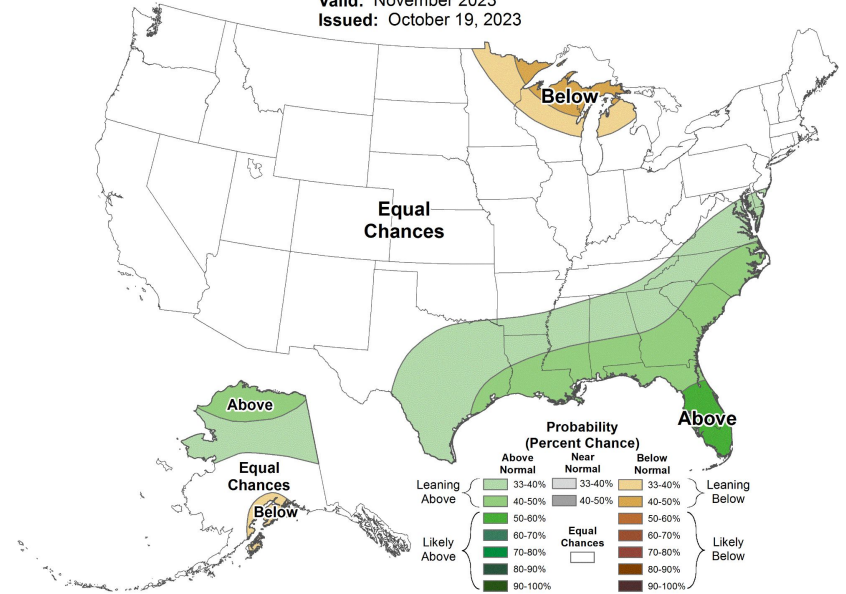 Valid: November 2023
Issued: October 19, 2023
Below
Equal
Chances
Above
Above
Equal
Chances
Below
Probability
(Percent Chance)
Above
Normal
Near
Normal
Below
Normal
Leaning
Above
33-40%
33-40%
33-40%
Leaning
Below
40-50%
40-50%
40-50%
Likely
Above
50-60%
50-60%
Likely
Below
60-70%
Equal
Chances
60-70%
70-80%
70-80%
80-90%
80-90%
90-100%
90-100%